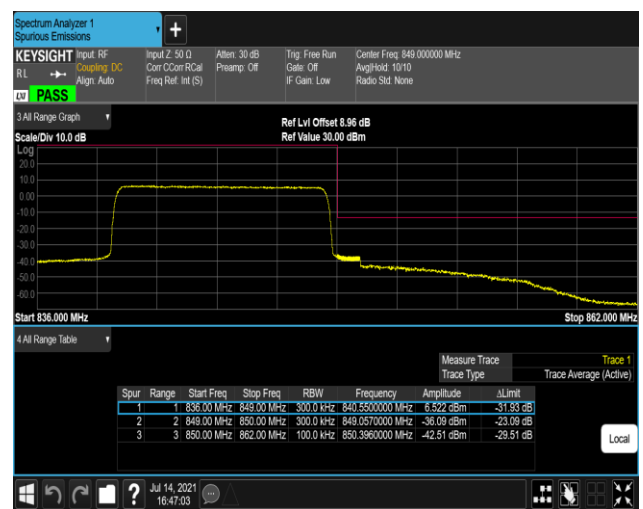 Spectrum Analyzer 1
Spurious Emissions
+
KEYSIGHT Input: RF Input Z: 50 Ω Atten: 30 dB Trig: Free Run Center Freq: 849.000000 MHz
RL Coupling: DC Corr CCorr RCal Preamp: Off Gate: Off Avg|Hold: 10/10
Align: Auto Freq Ref: Int (S) IF Gain: Low Radio Std: None
LXI PASS
3 All Range Graph
Ref Lvl Offset 8.96 dB
Scale/Div 10.0 dB Ref Value 30.00 dBm
Log
20.0
10.0
0.00
-10.0
-20.0
-30.0
-40.0
-50.0
-60.0
Start 836.000 MHz Stop 862.000 MHz
4 All Range Table
Measure Trace Trace 1
Trace Type Trace Average (Active)
Spur Range Start Freq Stop Freq RBW Frequency Amplitude ΔLimit
1 1 836.00 MHz 849.00 MHz 300.0 kHz 840.5500000 MHz 6.522 dBm -31.93 dB
2 2 849.00 MHz 850.00 MHz 300.0 kHz 849.0570000 MHz -36.09 dBm -23.09 dB
3 3 850.00 MHz 862.00 MHz 100.0 kHz 850.3960000 MHz -42.51 dBm -29.51 dB
Local
? Jul 14, 2021
16:47:03